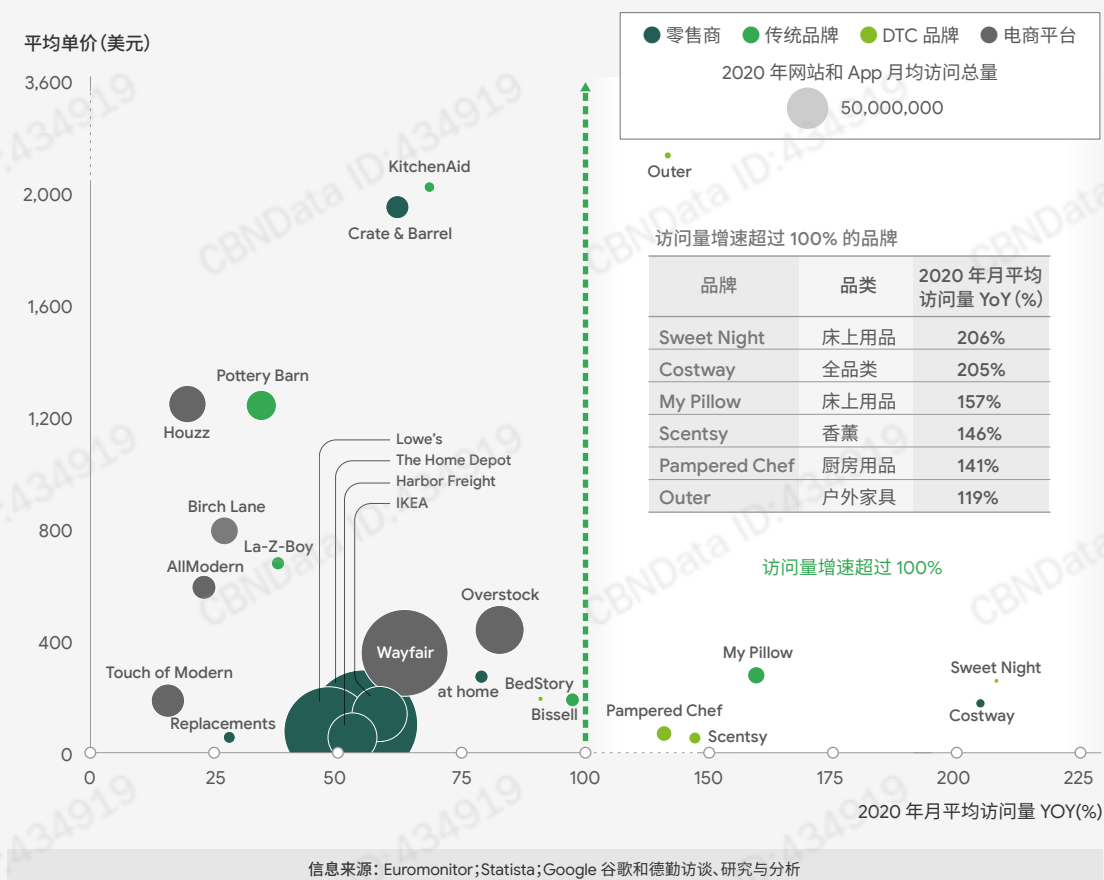 平均单价(美元)
零售商 传统品牌 DTC 品牌 电商平台
2020 年网站和 App 月均访问总量
50,000,000
3,600
2,000
1,600
1,200
800
400
0
KitchenAid
Crate & Barrel
Outer
Pottery Barn
Houzz
Lowe's
The Home Depot
Harbor Freight
IKEA
Birch Lane
La-Z-Boy
AllModern
Overstock
Wayfair
Touch of Modern
at home
BedStory
Bissell
Replacements
访问量增速超过 100% 的品牌
品牌 品类 2020 年月平均
访问量 YoY (%)
Sweet Night 床上用品 206%
Costway 全品类 205%
My Pillow 床上用品 157%
Scentsy 香薰 146%
Pampered Chef 厨房用品 141%
Outer 户外家具 119%
访问量增速超过 100%
My Pillow
Sweet Night
Pampered Chef
Costway
Scentsy
0 25 50 75 100 150 175 200 225
2020 年月平均访问量 YOY(%)
信息来源: Euromonitor;Statista;Google 谷歌和德勤访谈、研究与分析
CBNData ID:434919